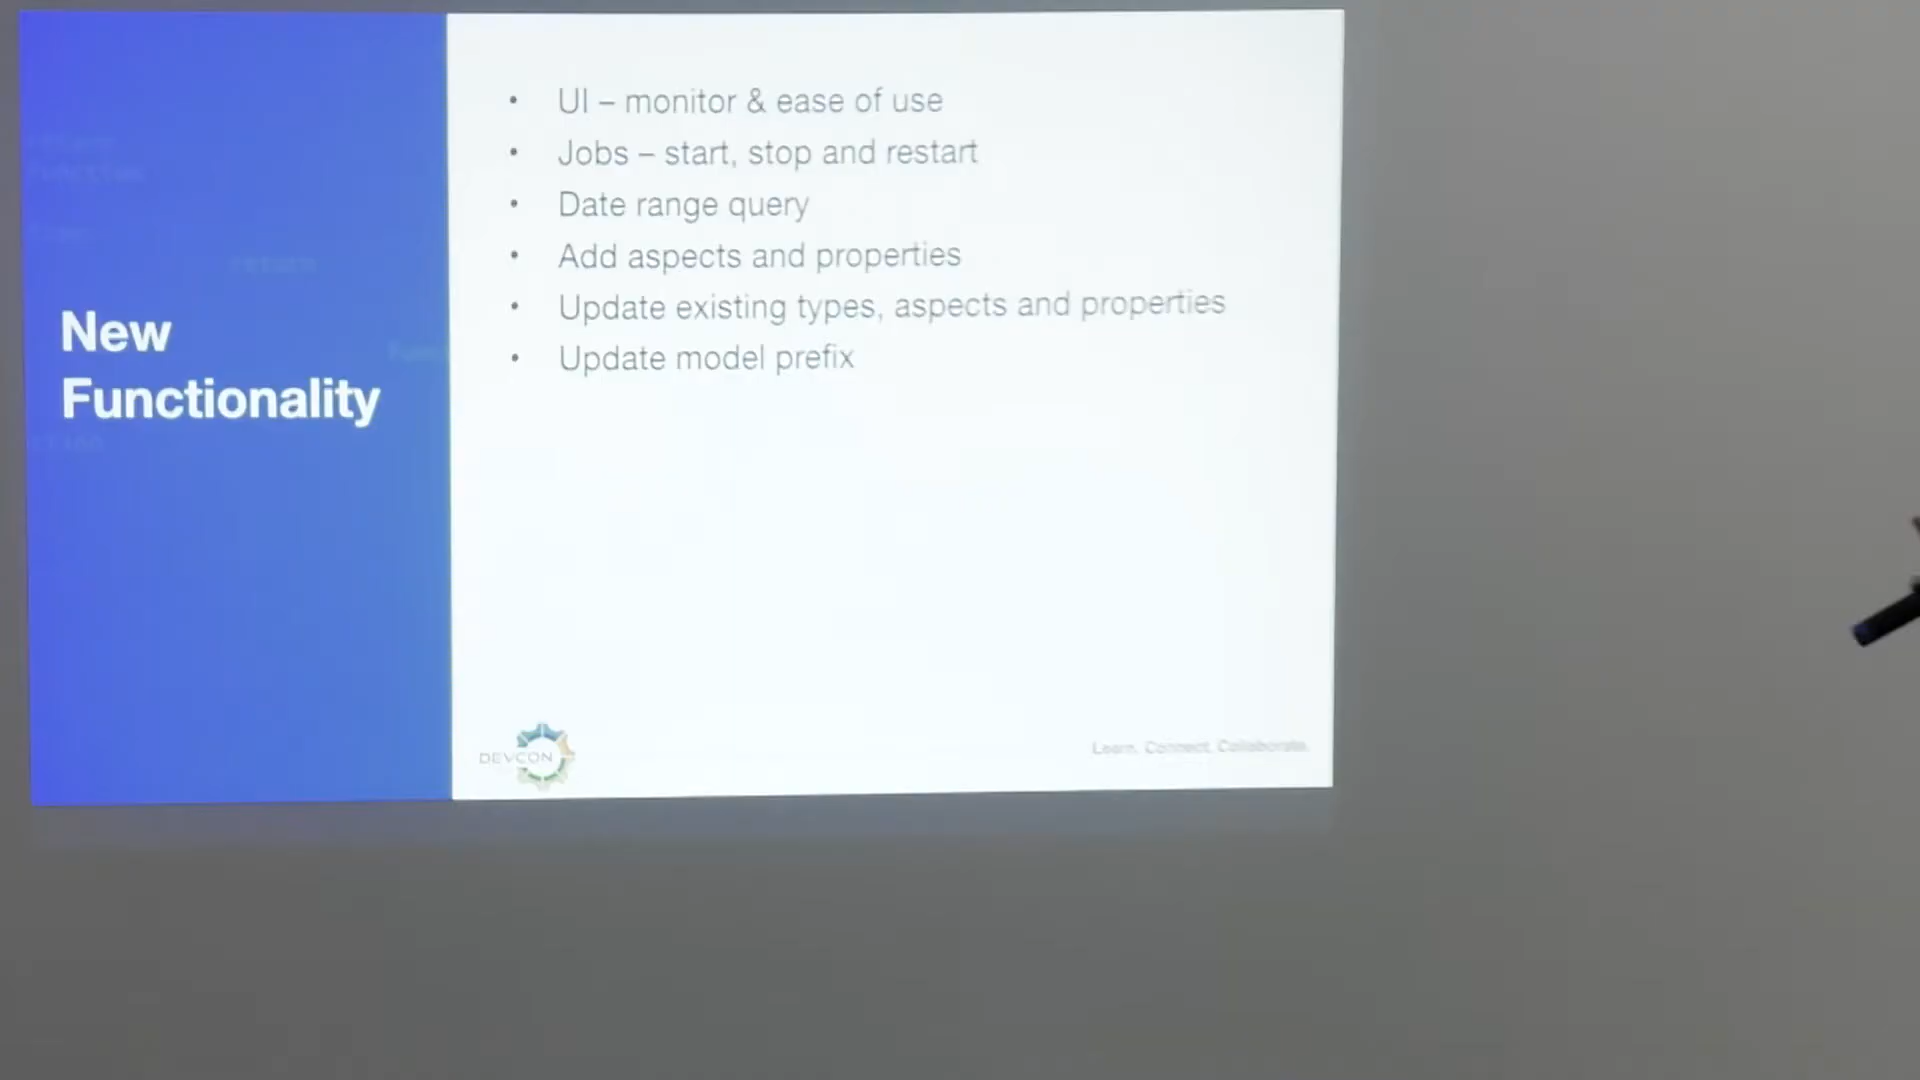 New
Functionality
• UI – monitor & ease of use
• Jobs – start, stop and restart
• Date range query
• Add aspects and properties
• Update existing types, aspects and properties
• Update model prefix
DEVCON
Learn. Connect. Collaborate.